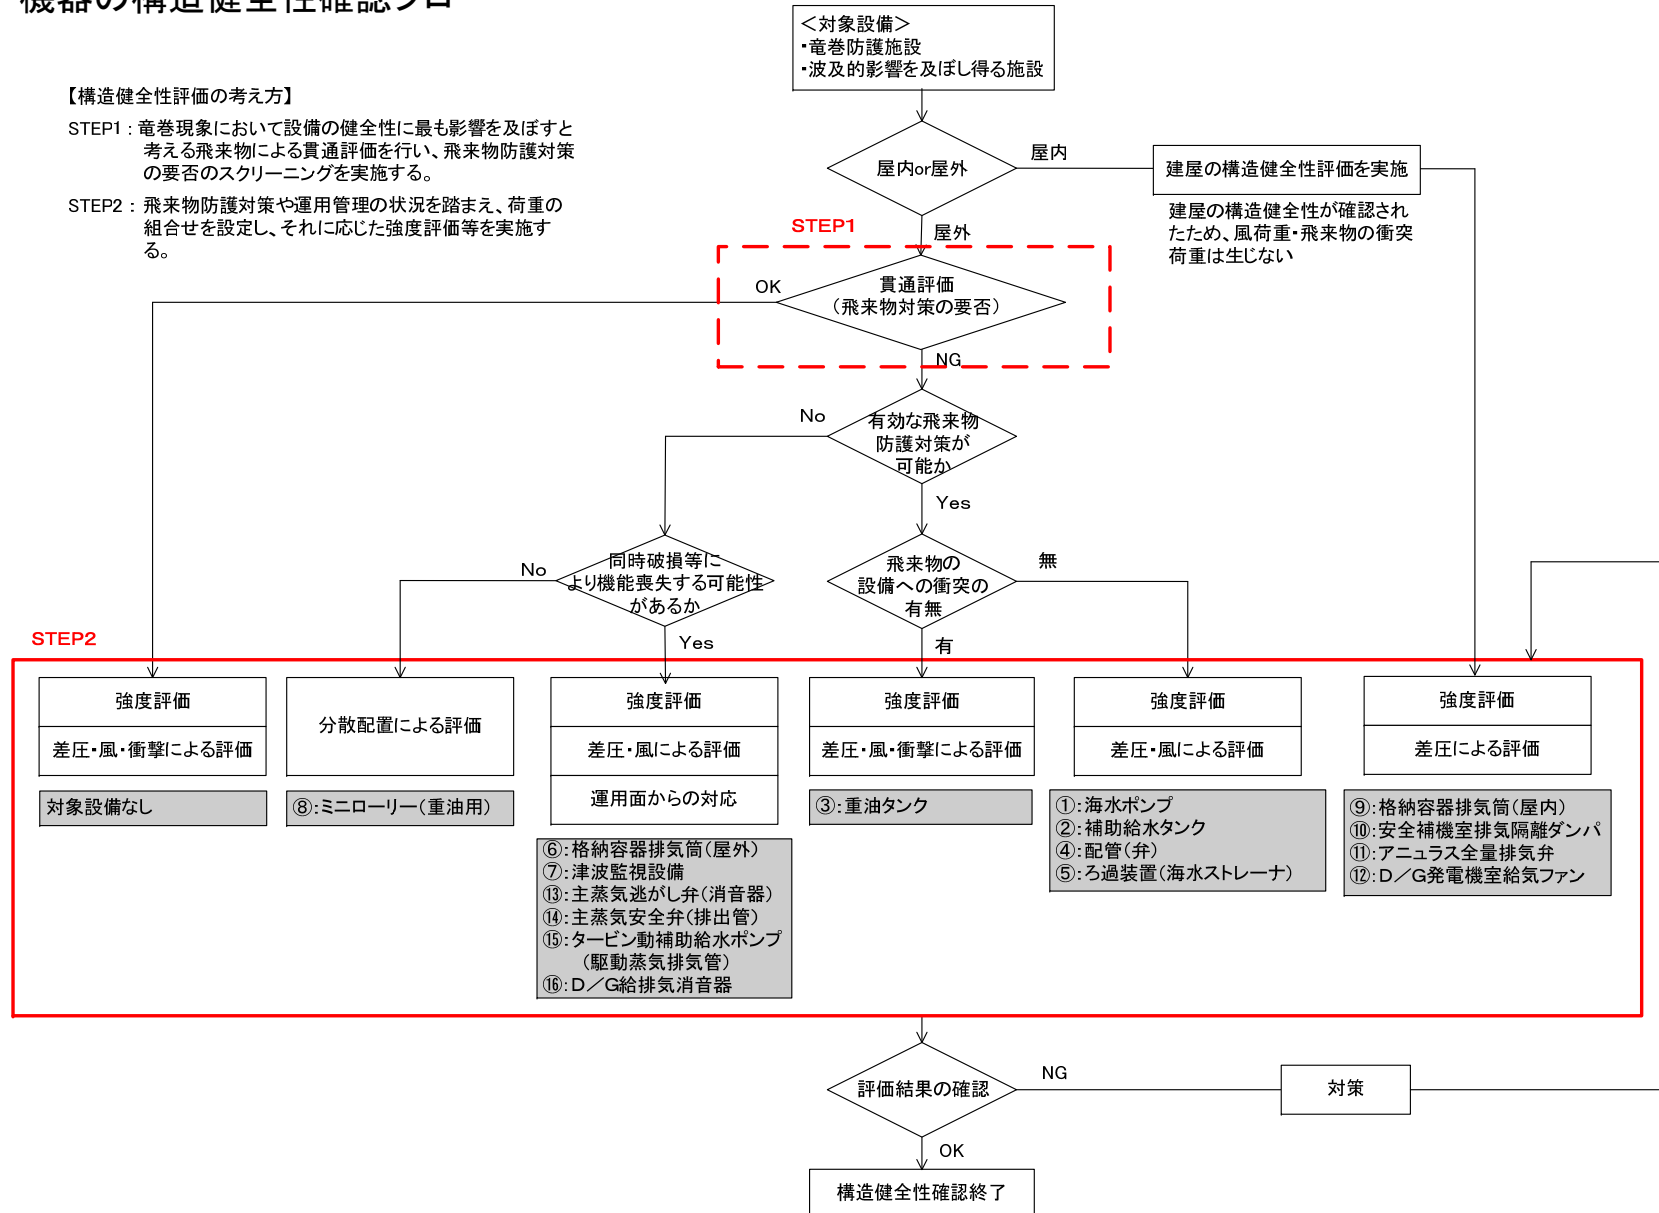 機器の構造健全性確認フロー
＜対象設備＞
・竜巻防護施設
・波及的影響を及ぼし得る施設
【構造健全性評価の考え方】
STEP1：竜巻現象において設備の健全性に最も影響を及ぼすと
考える飛来物による貫通評価を行い、飛来物防護対策
の要否のスクリーニングを実施する。
STEP2：飛来物防護対策や運用管理の状況を踏まえ、荷重の
組合せを設定し、それに応じた強度評価等を実施す
る。
屋内or屋外
屋内
建屋の構造健全性評価を実施
建屋の構造健全性が確認され
たため、風荷重・飛来物の衝突
荷重は生じない
STEP1
屋外
貫通評価
（飛来物対策の要否）
OK
NG
有効な飛来物
防護対策が
可能か
No
Yes
同時破損等に
より機能喪失する可能性
があるか
No
Yes
飛来物の
設備への衝突の
有無
無
有
STEP2
強度評価
差圧・風・衝撃による評価
対象設備なし
分散配置による評価
⑧：ミニローリー（重油用）
強度評価
差圧・風による評価
運用面からの対応
⑥：格納容器排気筒（屋外）
⑦：津波監視設備
⑬：主蒸気逃がし弁（消音器）
⑭：主蒸気安全弁（排出管）
⑮：タービン動補助給水ポンプ
（駆動蒸気排気管）
⑯：D／G給排気消音器
強度評価
差圧・風・衝撃による評価
③：重油タンク
強度評価
差圧・風による評価
①：海水ポンプ
②：補助給水タンク
④：配管（弁）
⑤：ろ過装置（海水ストレーナ）
強度評価
差圧による評価
⑨：格納容器排気筒（屋内）
⑩：安全補機室排気隔離ダンパ
⑪：アニュラス全量排気弁
⑫：D／G発電機室給気ファン
評価結果の確認
NG
対策
OK
構造健全性確認終了